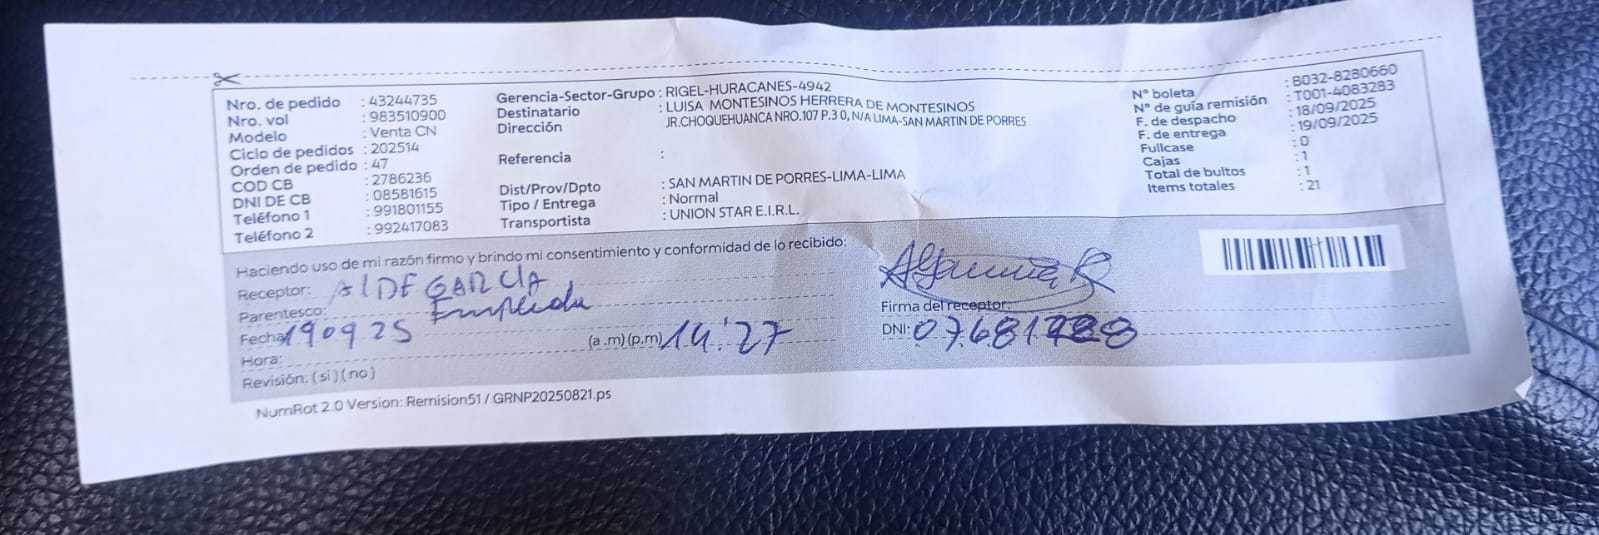 Nro. de pedido : 43244735
Nro. vol : 983510900
Modelo : Venta CN
Ciclo de pedidos : 202514
Orden de pedido : 47
COD CB : 2786236
DNI DE CB : 08581615
Teléfono 1 : 991801155
Teléfono 2 : 992417083
Gerencia-Sector-Grupo : RIGEL-HURACANES-4942
Destinatario : LUISA MONTESINOS HERRERA DE MONTESINOS
Dirección JR.CHOQUEHUANCA NRO.107 P.3 0, N/A LIMA-SAN MARTIN DE PORRES
Referencia :
Dist/Prov/Dpto : SAN MARTIN DE PORRES-LIMA-LIMA
Tipo / Entrega : Normal
Transportista : UNION STAR E.I.R.L.
N° boleta : B032-8280660
N° de guía remisión : T001-4083283
F. de despacho : 18/09/2025
F. de entrega : 19/09/2025
Fullcase : 0
Cajas : 1
Total de bultos : 1
Items totales : 21
Haciendo uso de mi razón firmo y brindo mi consentimiento y conformidad de lo recibido:
Receptor: AIDE GARCIA
Parentesco: Empleada
Fecha: 190925
Hora: (a .m) (p.m) 14:27
Revisión: ( si ) ( no )
Firma del receptor:
DNI:
NumRot 2.0 Version: Remision51 / GRNP20250821.ps